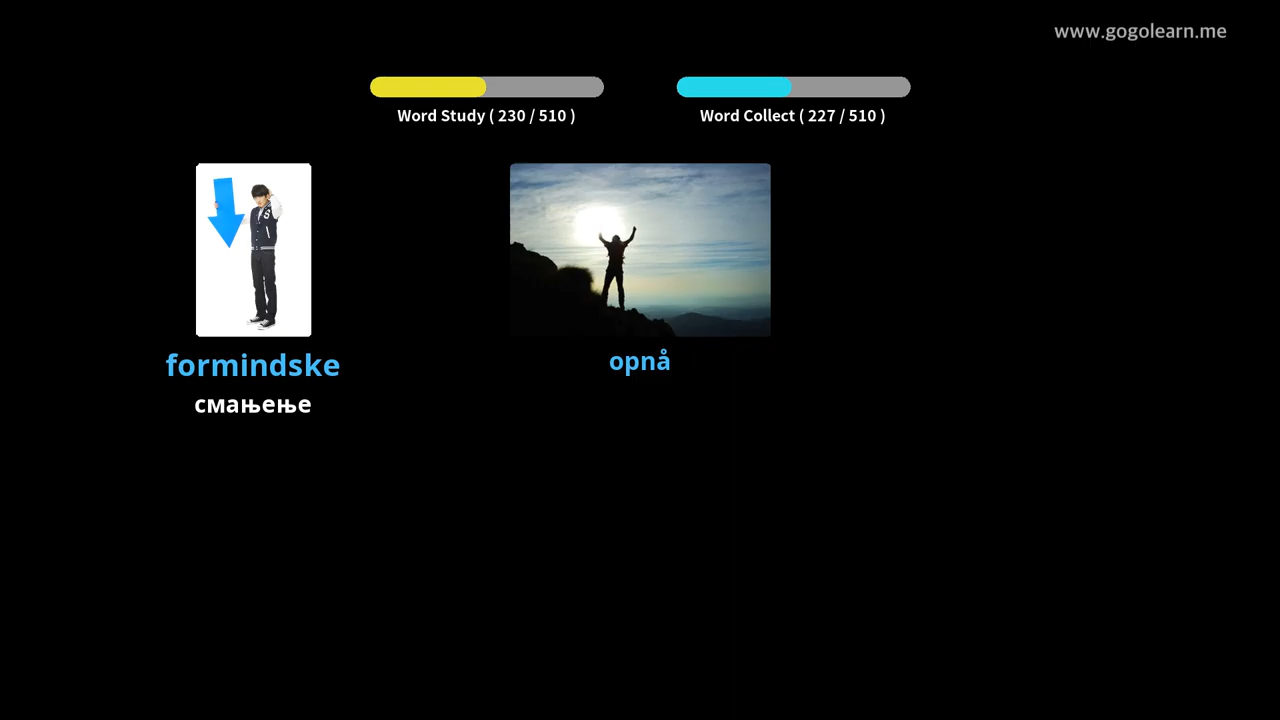 www.gogolearn.me
Word Study ( 230 / 510 )
Word Collect ( 227 / 510 )
formindske
смањење
opnå